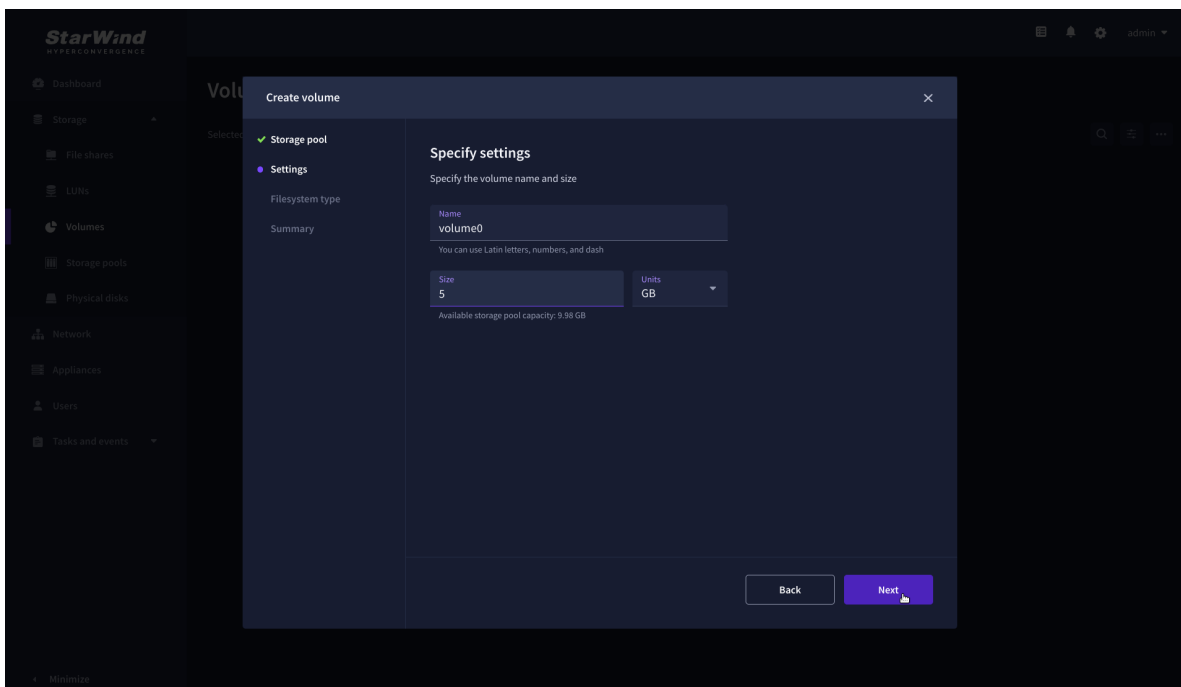 StarWind
HYPERCONVERGENCE
admin
Dashboard
Storage
File shares
LUNs
Volumes
Storage pools
Physical disks
Network
Appliances
Users
Tasks and events
Minimize
Volu
Selected
Create volume
Storage pool
Settings
Filesystem type
Summary
Specify settings
Specify the volume name and size
Name
volume0
You can use Latin letters, numbers, and dash
Size
5
Units
GB
Available storage pool capacity: 9.98 GB
Back
Next